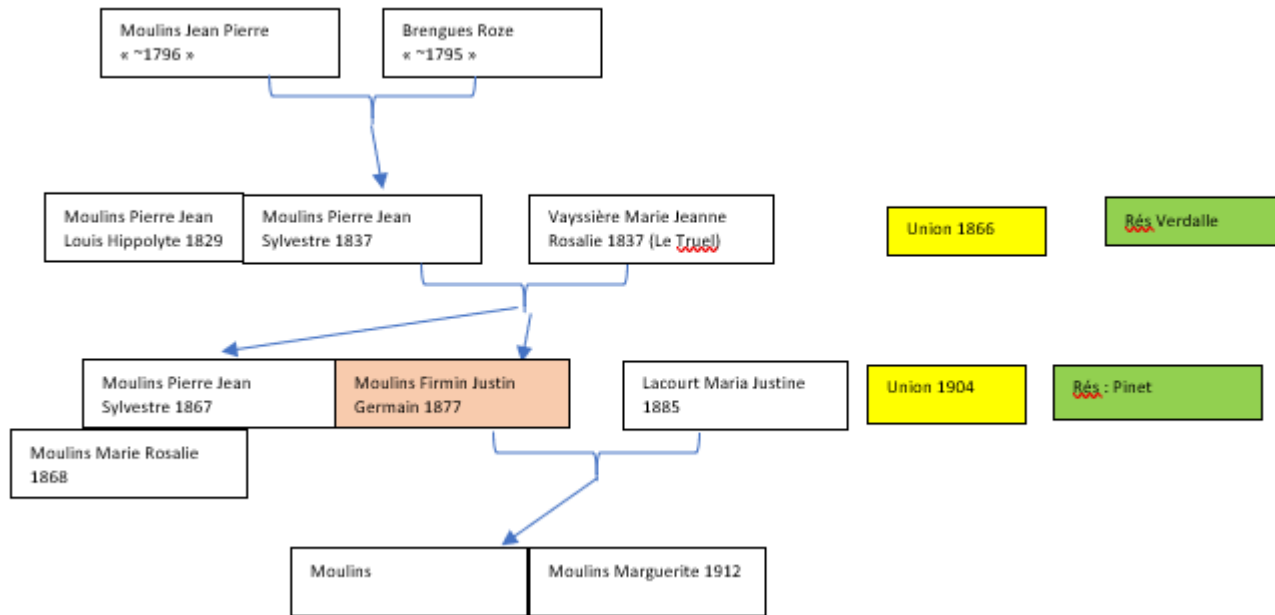 Moulins Jean Pierre
« ~1796 »
Brengues Roze
« ~1795 »
Moulins Pierre Jean
Louis Hippolyte 1829
Moulins Pierre Jean
Sylvestre 1837
Vayssière Marie Jeanne
Rosalie 1837 (Le Truel)
Union 1866
Rés Verdalle
Moulins Pierre Jean
Sylvestre 1867
Moulins Firmin Justin
Germain 1877
Lacourt Maria Justine
1885
Union 1904
Rés : Pinet
Moulins Marie Rosalie
1868
Moulins
Moulins Marguerite 1912